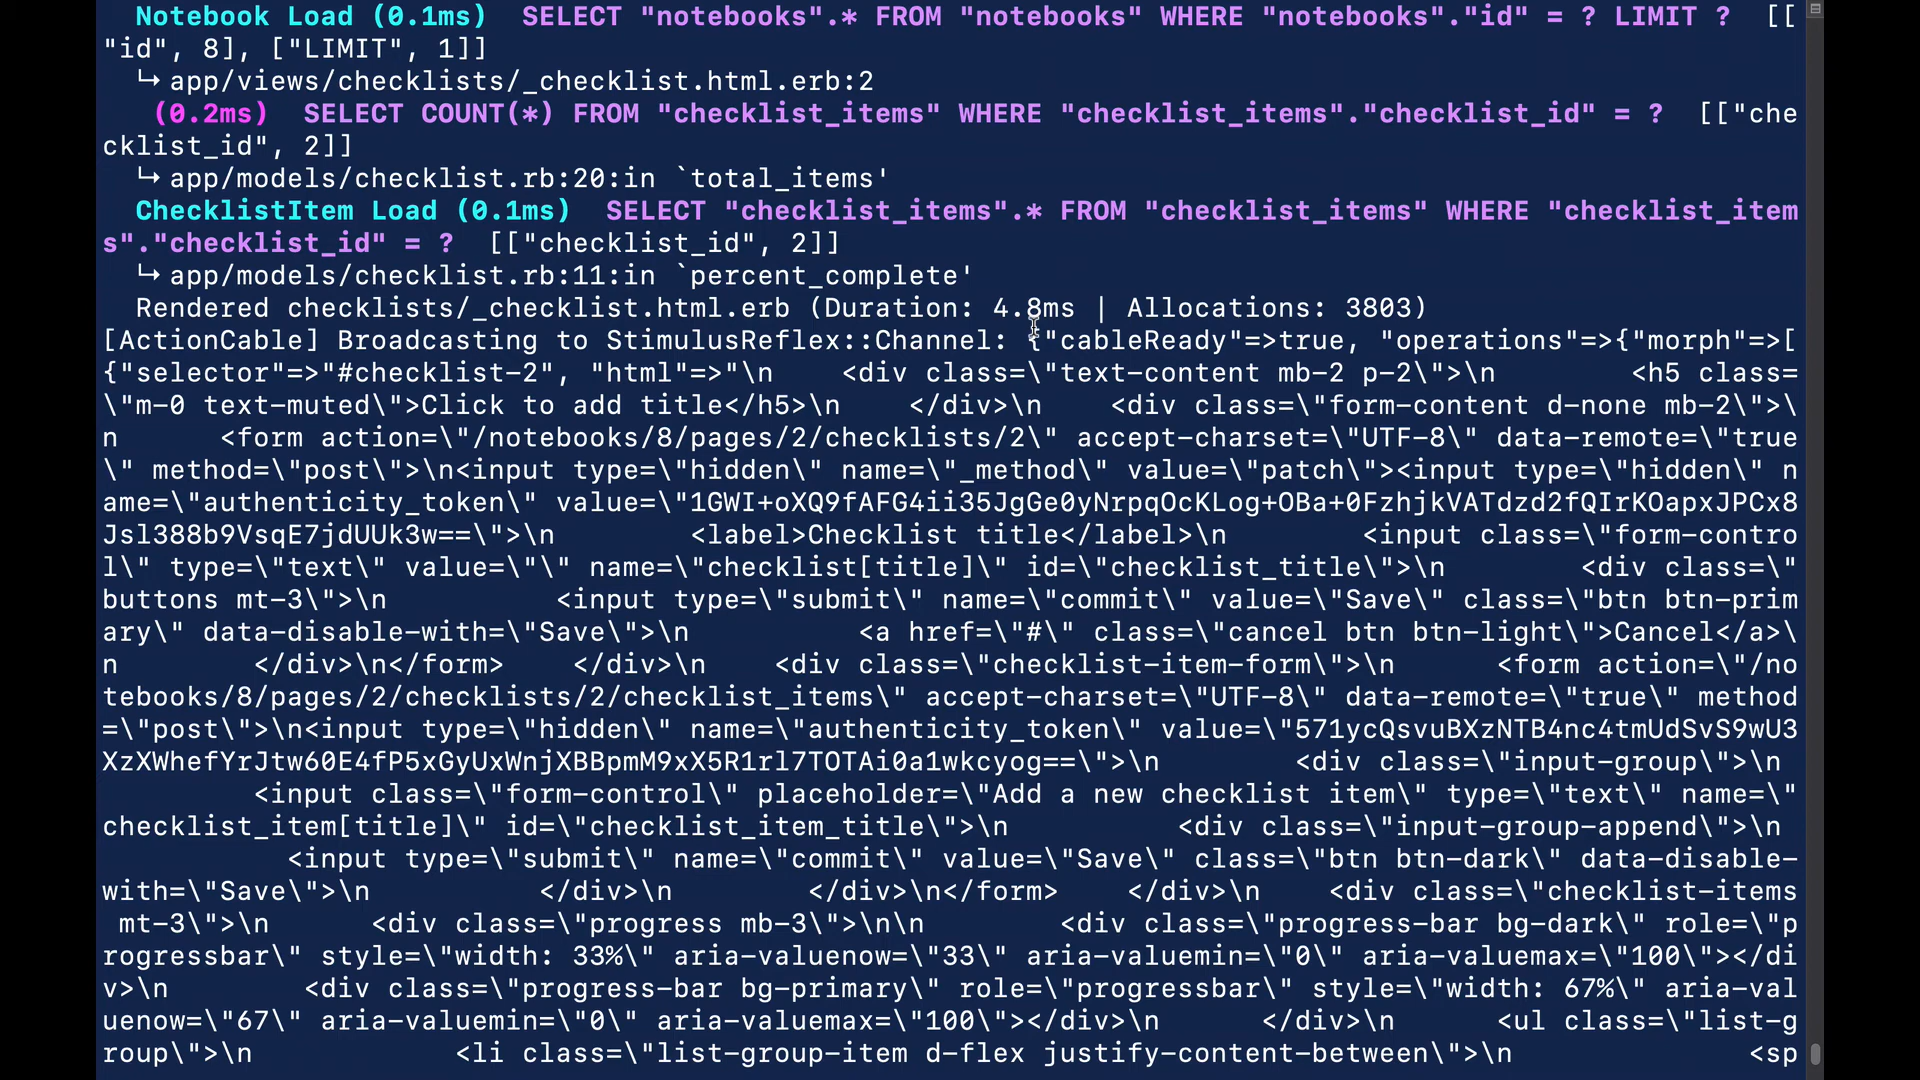 Notebook Load (0.1ms)  SELECT "notebooks".* FROM "notebooks" WHERE "notebooks"."id" = ? LIMIT ?  [[
"id", 8], ["LIMIT", 1]]
↳ app/views/checklists/_checklist.html.erb:2
(0.2ms)  SELECT COUNT(*) FROM "checklist_items" WHERE "checklist_items"."checklist_id" = ?  [["che
cklist_id", 2]]
↳ app/models/checklist.rb:20:in `total_items'
ChecklistItem Load (0.1ms)  SELECT "checklist_items".* FROM "checklist_items" WHERE "checklist_item
s"."checklist_id" = ?  [["checklist_id", 2]]
↳ app/models/checklist.rb:11:in `percent_complete'
Rendered checklists/_checklist.html.erb (Duration: 4.8ms | Allocations: 3803)
[ActionCable] Broadcasting to StimulusReflex::Channel: {"cableReady"=>true, "operations"=>{"morph"=>[
{"selector"=>"#checklist-2", "html"=>"\n    <div class=\"text-content mb-2 p-2\">\n        <h5 class=
\"m-0 text-muted\">Click to add title</h5>\n    </div>\n    <div class=\"form-content d-none mb-2\">\
n      <form action=\"/notebooks/8/pages/2/checklists/2\" accept-charset=\"UTF-8\" data-remote=\"true
\" method=\"post\">\n<input type=\"hidden\" name=\"_method\" value=\"patch\"><input type=\"hidden\" n
ame=\"authenticity_token\" value=\"1GWI+oXQ9fAFG4ii35JgGe0yNrpqOcKLog+OBa+0FzhjkVATdzd2fQIrKOapxJPCx8
Jsl388b9VsqE7jdUUk3w==\">\n        <label>Checklist title</label>\n        <input class=\"form-contro
l\" type=\"text\" value=\"\" name=\"checklist[title]\" id=\"checklist_title\">\n        <div class=\"
buttons mt-3\">\n          <input type=\"submit\" name=\"commit\" value=\"Save\" class=\"btn btn-prim
ary\" data-disable-with=\"Save\">\n          <a href=\"#\" class=\"cancel btn btn-light\">Cancel</a>\
n        </div>\n</form>    </div>\n    <div class=\"checklist-item-form\">\n      <form action=\"/no
tebooks/8/pages/2/checklists/2/checklist_items\" accept-charset=\"UTF-8\" data-remote=\"true\" method
=\"post\">\n<input type=\"hidden\" name=\"authenticity_token\" value=\"571ycQsvuBXzNTB4nc4tmUdSvS9wU3
XzXWhefYrJtw60E4fP5xGyUxWnjXBBpmM9xX5R1rl7TOTAi0a1wkcyog==\">\n        <div class=\"input-group\">\n
<input class=\"form-control\" placeholder=\"Add a new checklist item\" type=\"text\" name=\"
checklist_item[title]\" id=\"checklist_item_title\">\n          <div class=\"input-group-append\">\n
<input type=\"submit\" name=\"commit\" value=\"Save\" class=\"btn btn-dark\" data-disable-
with=\"Save\">\n          </div>\n        </div>\n</form>    </div>\n    <div class=\"checklist-items
mt-3\">\n      <div class=\"progress mb-3\">\n\n        <div class=\"progress-bar bg-dark\" role=\"p
rogressbar\" style=\"width: 33%\" aria-valuenow=\"33\" aria-valuemin=\"0\" aria-valuemax=\"100\"></di
v>\n        <div class=\"progress-bar bg-primary\" role=\"progressbar\" style=\"width: 67%\" aria-val
uenow=\"67\" aria-valuemin=\"0\" aria-valuemax=\"100\"></div>\n      </div>\n      <ul class=\"list-g
roup\">\n            <li class=\"list-group-item d-flex justify-content-between\">\n              <sp